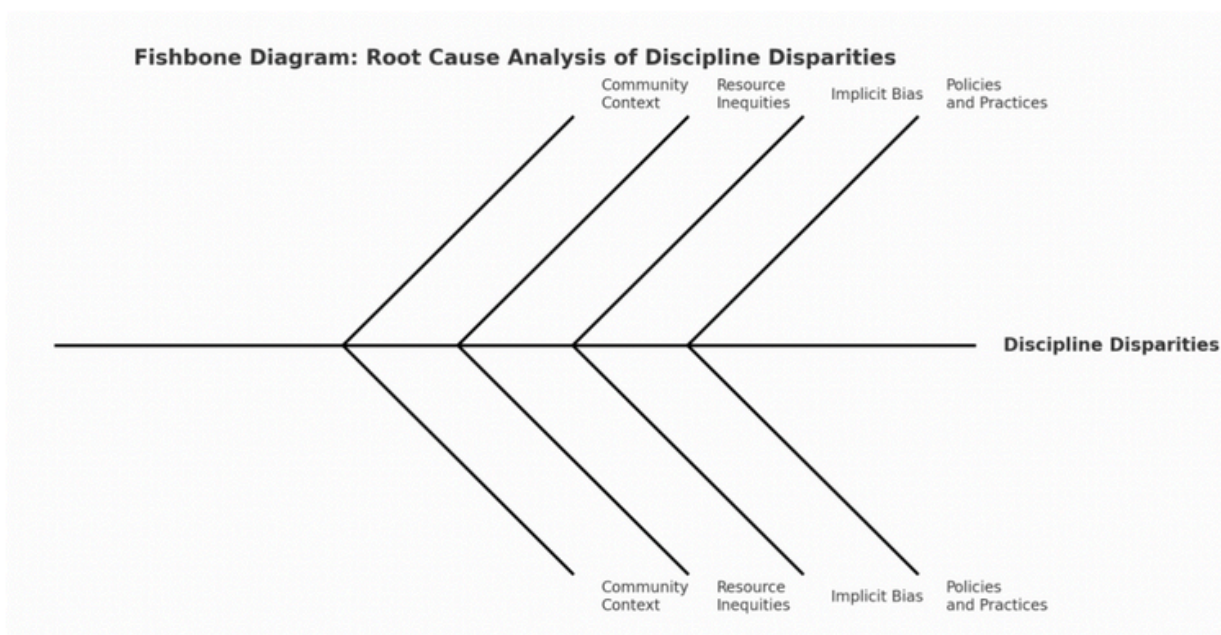 Fishbone Diagram: Root Cause Analysis of Discipline Disparities
Community
Context
Resource
Inequities
Implicit Bias
Policies
and Practices
Discipline Disparities
Community
Context
Resource
Inequities
Implicit Bias
Policies
and Practices